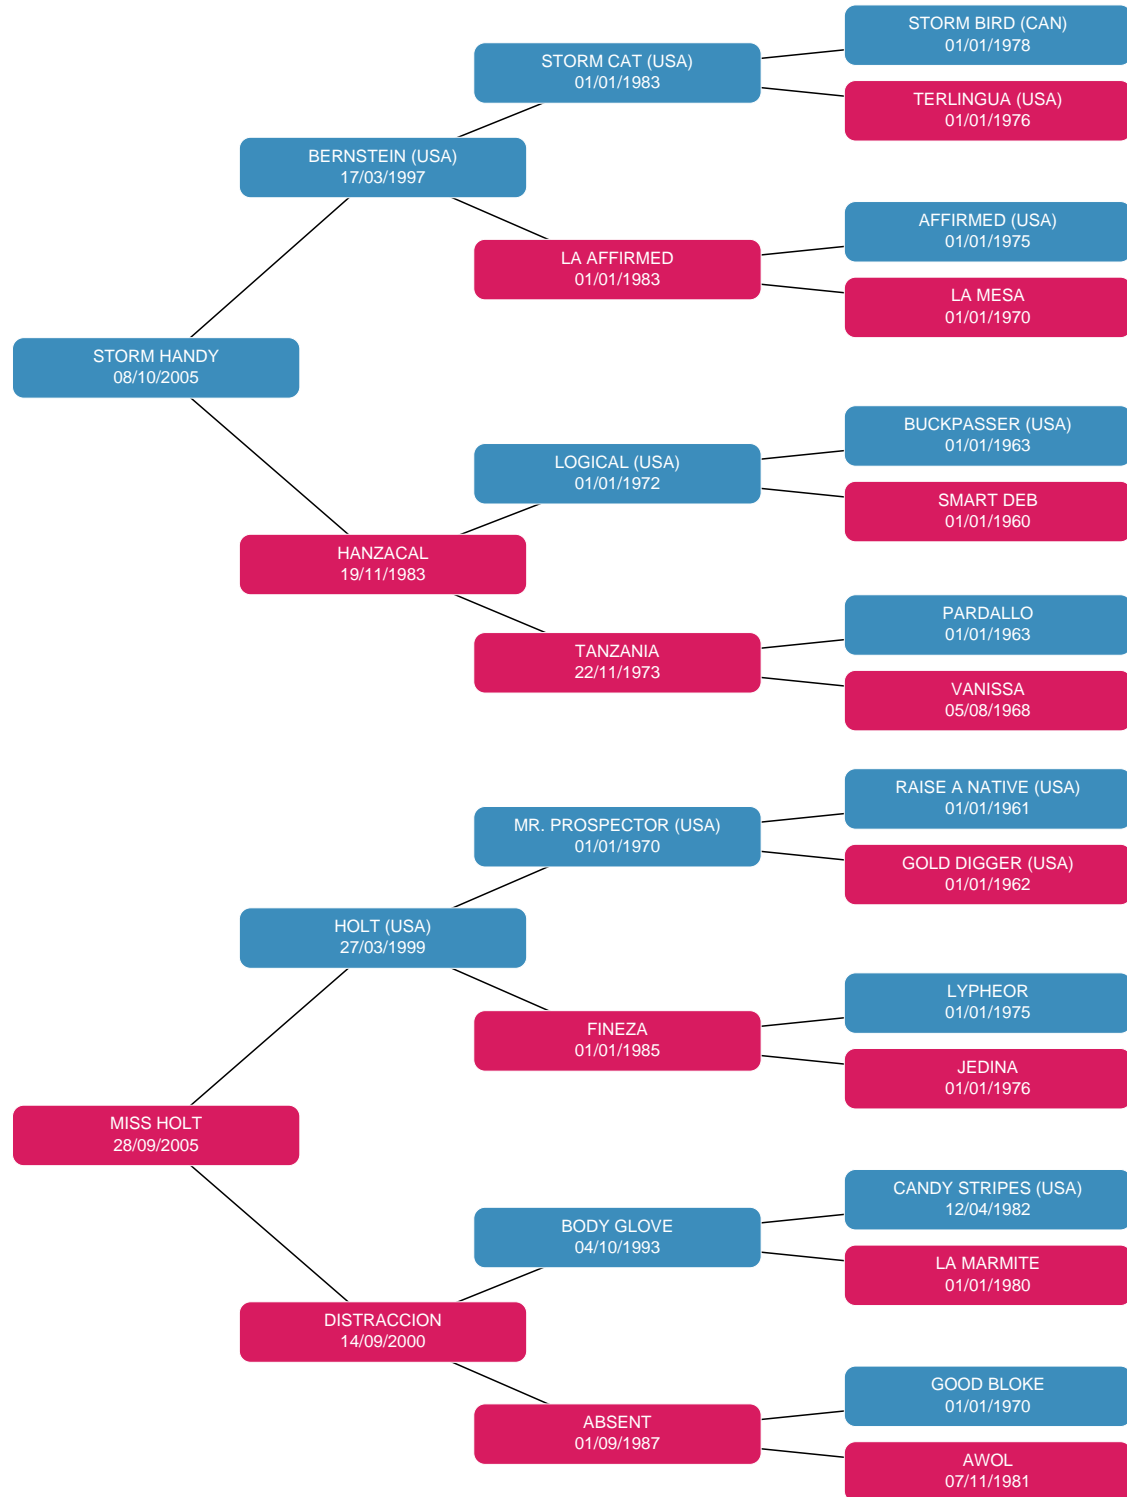 STORM BIRD (CAN)
01/01/1978
STORM CAT (USA)
01/01/1983
TERLINGUA (USA)
01/01/1976
BERNSTEIN (USA)
17/03/1997
AFFIRMED (USA)
01/01/1975
LA AFFIRMED
01/01/1983
LA MESA
01/01/1970
STORM HANDY
08/10/2005
BUCKPASSER (USA)
01/01/1963
LOGICAL (USA)
01/01/1972
SMART DEB
01/01/1960
HANZACAL
19/11/1983
PARDALLO
01/01/1963
TANZANIA
22/11/1973
VANISSA
05/08/1968
RAISE A NATIVE (USA)
01/01/1961
MR. PROSPECTOR (USA)
01/01/1970
GOLD DIGGER (USA)
01/01/1962
HOLT (USA)
27/03/1999
LYPHEOR
01/01/1975
FINEZA
01/01/1985
JEDINA
01/01/1976
MISS HOLT
28/09/2005
CANDY STRIPES (USA)
12/04/1982
BODY GLOVE
04/10/1993
LA MARMITE
01/01/1980
DISTRACCION
14/09/2000
GOOD BLOKE
01/01/1970
ABSENT
01/09/1987
AWOL
07/11/1981